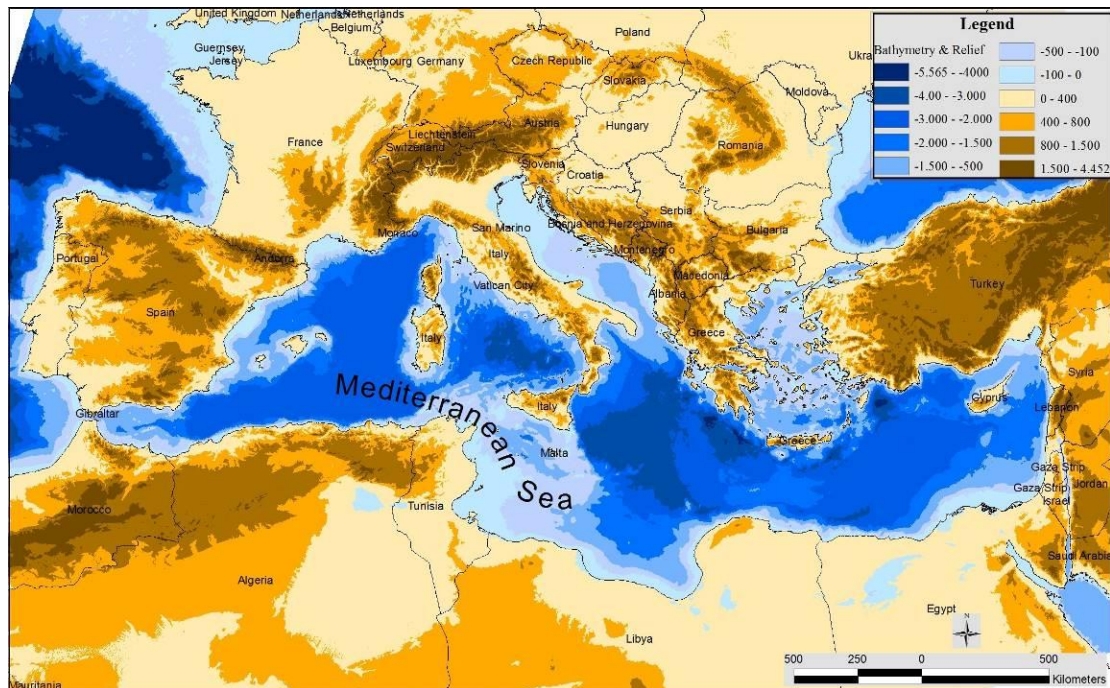 United Kingdom
Netherlands
Netherlands
Belgium
Poland
Guernsey
Jersey
Luxembourg
Germany
Czech Republic
Ukra
Slovakia
Moldova
Austria
Liechtenstein
Switzerland
Hungary
France
Romania
Slovenia
Croatia
Serbia
Bosnia and Herzegovina
San Marino
Monaco
Bulgaria
Montenegro
Italy
Portugal
Andorra
Macedonia
Vatican City
Albania
Turkey
Spain
Greece
Italy
Syria
Mediterranean Sea
Cyprus
Italy
Lebanon
Gibraltar
Greece
Malta
Gaza Strip
Gaza Strip
Jordan
Israel
Tunisia
Morocco
Saudi Arabia
Algeria
Egypt
Libya
Mauritania
Legend
Bathymetry & Relief
-5.565 - -4000
-4.00 - -3.000
-3.000 - -2.000
-2.000 - -1.500
-1.500 - -500
-500 - -100
-100 - 0
0 - 400
400 - 800
800 - 1.500
1.500 - 4.452
N
500 250 0 500
Kilometers